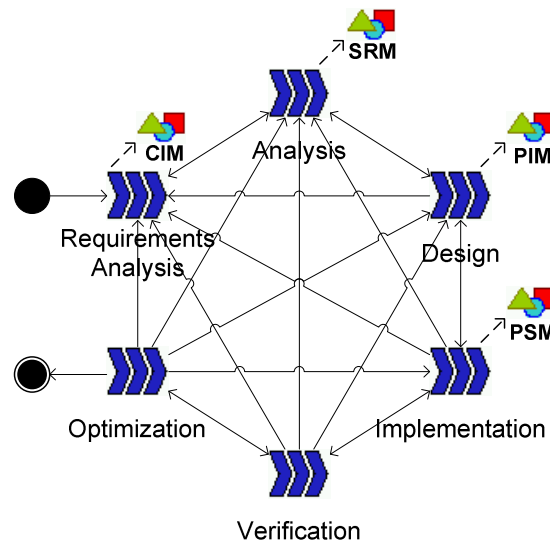 SRM
Analysis
CIM
PIM
Requirements
Analysis
Design
PSM
Optimization
Implementation
Verification